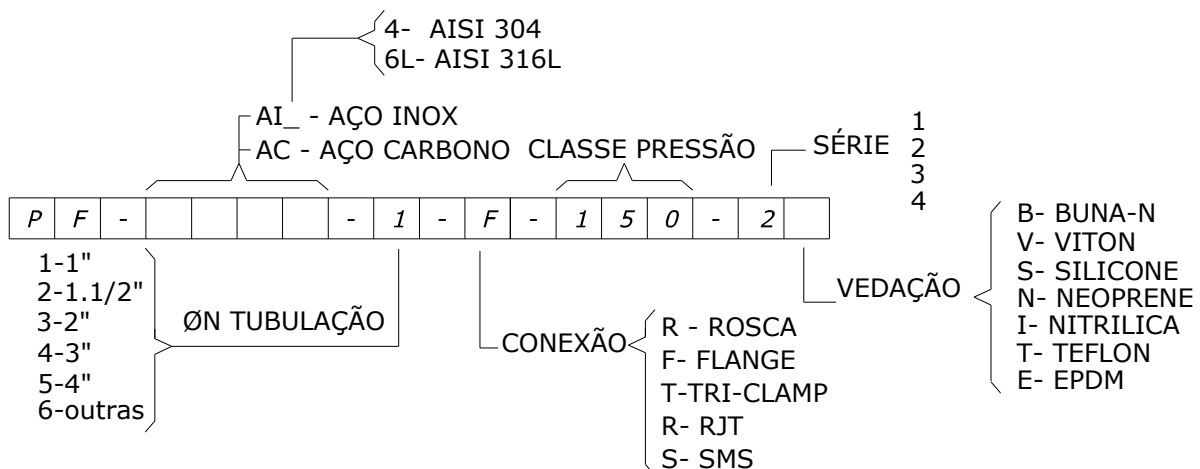 4- AISI 304
6L- AISI 316L
AI_ - AÇO INOX
AC - AÇO CARBONO
CLASSE PRESSÃO
SÉRIE
1
2
3
4
P F - - 1 - F - 1 5 0 - 2
1-1"
2-1.1/2"
3-2"
4-3"
5-4"
6-outras
ØN TUBULAÇÃO
CONEXÃO
R - ROSCA
F- FLANGE
T-TRI-CLAMP
R- RJT
S- SMS
VEDAÇÃO
B- BUNA-N
V- VITON
S- SILICONE
N- NEOPRENE
I- NITRILICA
T- TEFLON
E- EPDM